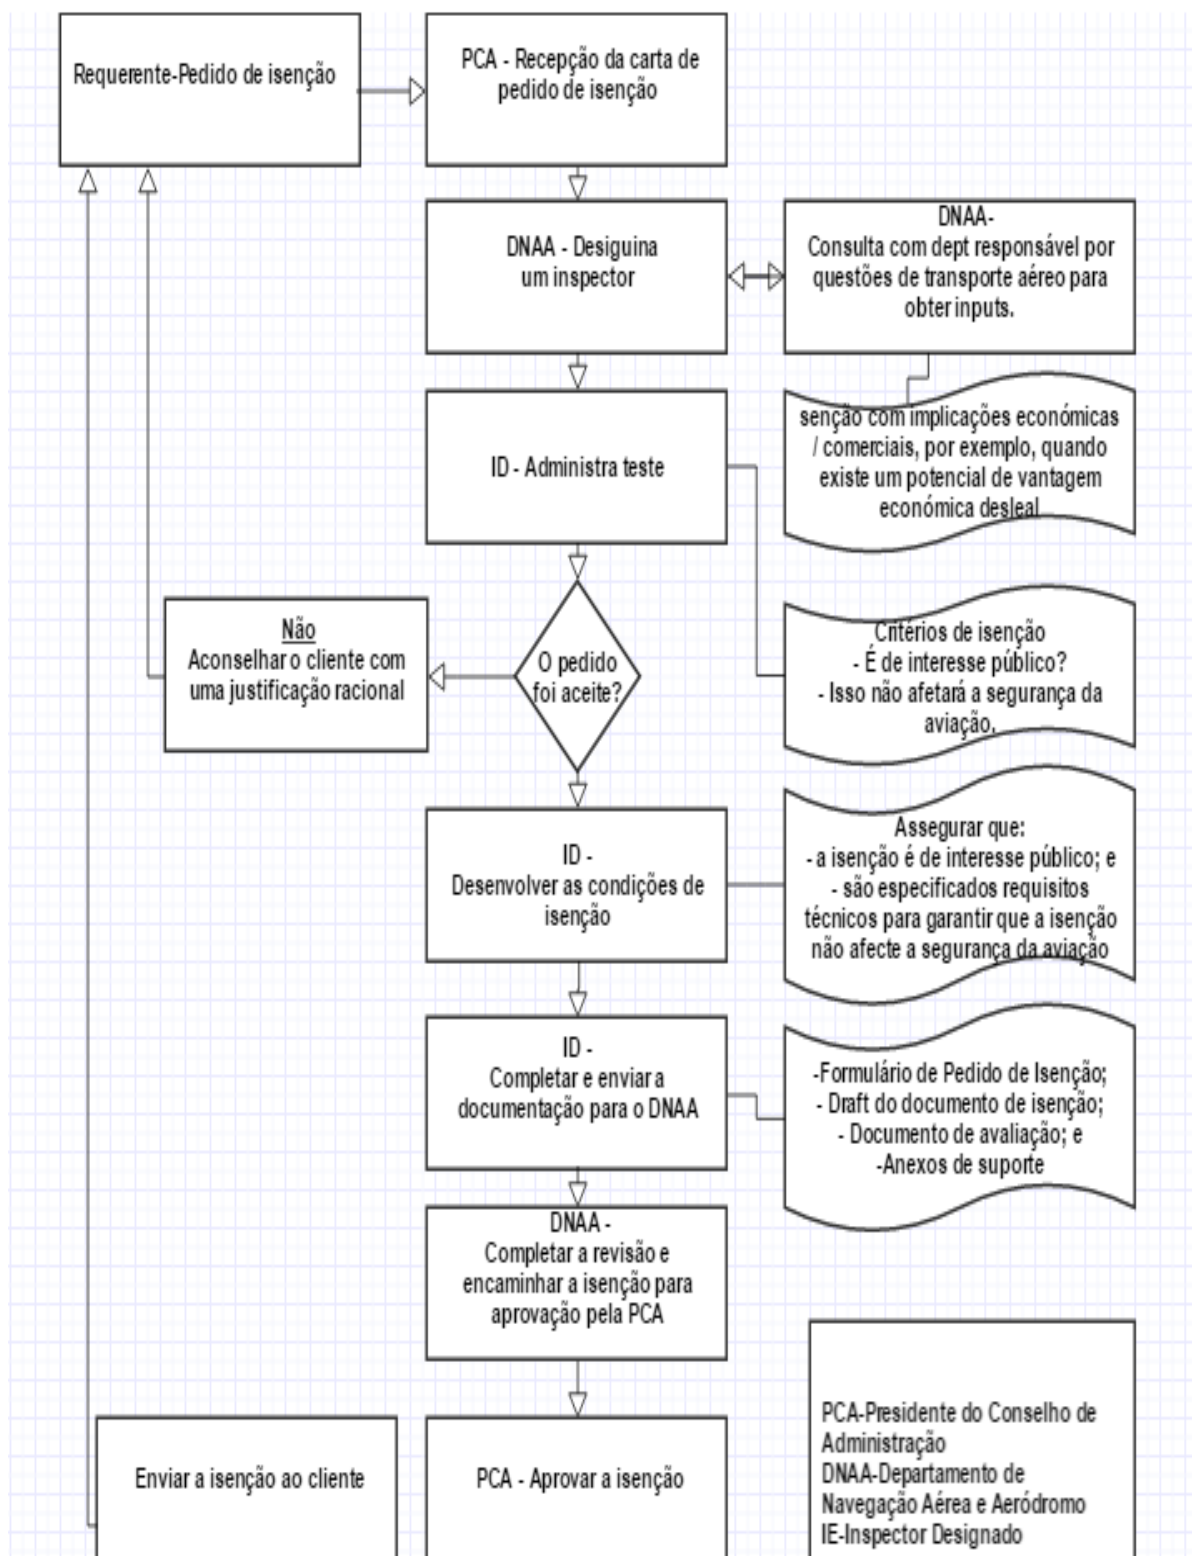 Requerente-Pedido de isenção
PCA - Recepção da carta de
pedido de isenção
DNAA - Desiguina
um inspector
DNAA-
Consulta com dept responsável por
questões de transporte aéreo para
obter inputs.
senção com implicações económicas
/ comerciais, por exemplo, quando
existe um potencial de vantagem
económica desleal
ID - Administra teste
Critérios de isenção
- É de interesse público?
- Isso não afetará a segurança da
aviação.
O pedido
foi aceite?
Não
Aconselhar o cliente com
uma justificação racional
ID -
Desenvolver as condições de
isenção
Assegurar que:
- a isenção é de interesse público; e
- são especificados requisitos
técnicos para garantir que a isenção
não afecte a segurança da aviação
ID -
Completar e enviar a
documentação para o DNAA
-Formulário de Pedido de Isenção;
- Draft do documento de isenção;
- Documento de avaliação; e
-Anexos de suporte
DNAA -
Completar a revisão e
encaminhar a isenção para
aprovação pela PCA
Enviar a isenção ao cliente
PCA - Aprovar a isenção
PCA-Presidente do Conselho de
Administração
DNAA-Departamento de
Navegação Aérea e Aeródromo
IE-Inspector Designado